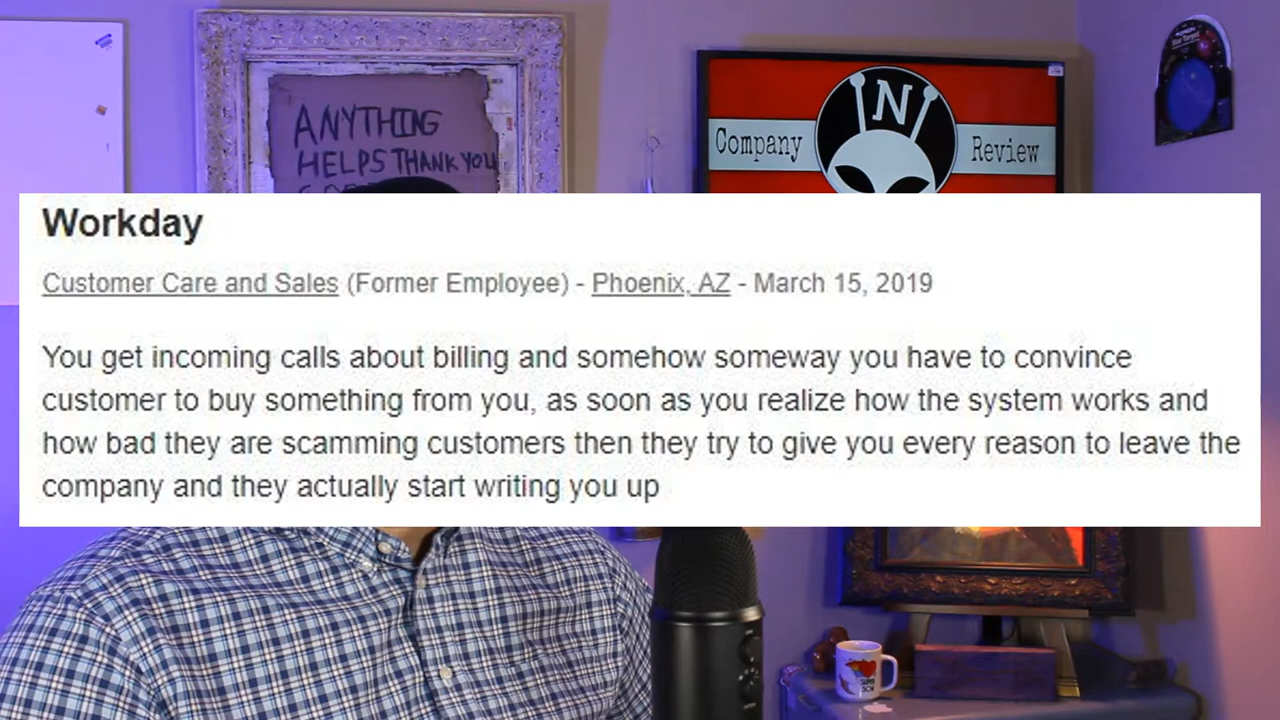 ANYTHING
HELPS THANK YOU
Company
N
Review
Workday
Customer Care and Sales (Former Employee) - Phoenix, AZ - March 15, 2019
You get incoming calls about billing and somehow someway you have to convince
customer to buy something from you, as soon as you realize how the system works and
how bad they are scamming customers then they try to give you every reason to leave the
company and they actually start writing you up